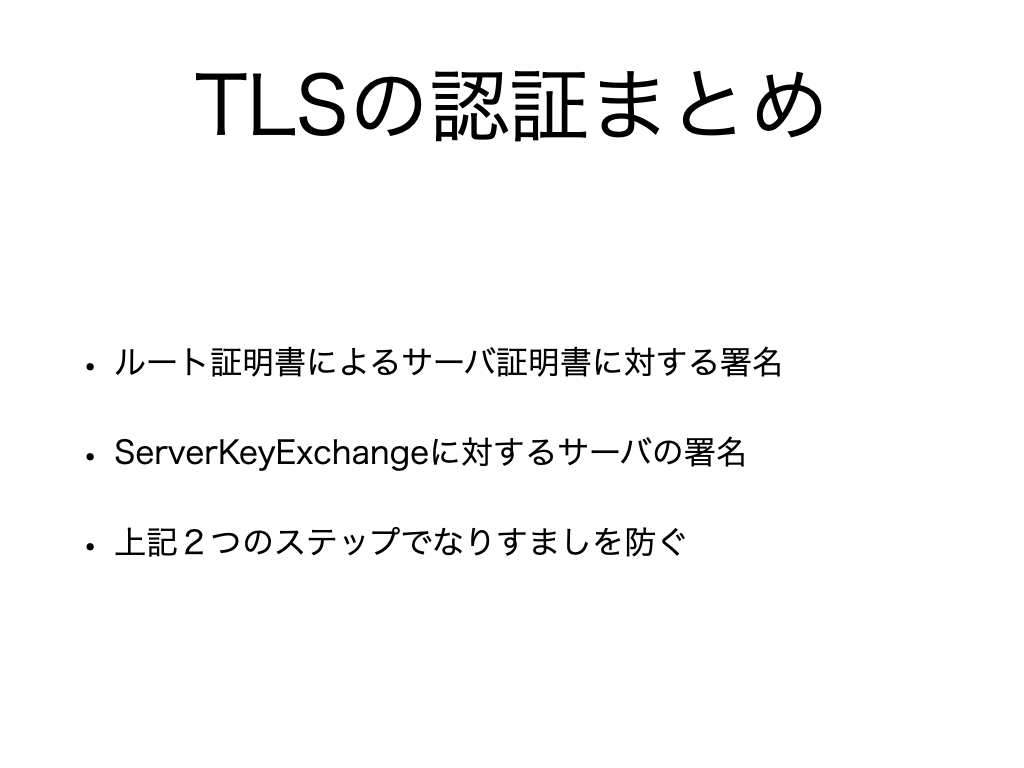 TLSの認証まとめ
• ルート証明書によるサーバ証明書に対する署名
• ServerKeyExchangeに対するサーバの署名
• 上記２つのステップでなりすましを防ぐ